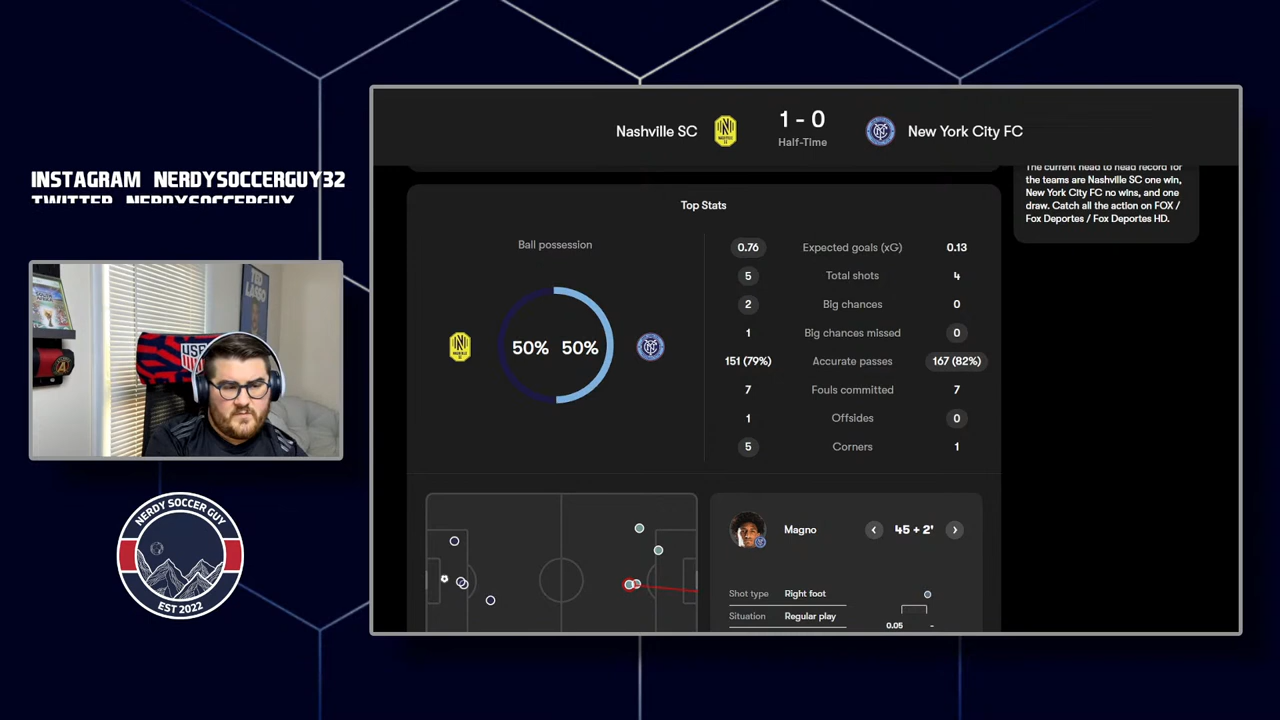 Nashville SC
1 - 0
Half-Time
New York City FC
The current head to head record for
the teams are Nashville SC one win,
New York City FC no wins, and one
draw. Catch all the action on FOX /
Fox Deportes / Fox Deportes HD.
INSTAGRAM NERDYSOCCERGUY32
TWITTER NERDYSOCCERGUY
Top Stats
Ball possession
50% 50%
0.76 Expected goals (xG) 0.13
5 Total shots 4
2 Big chances 0
1 Big chances missed 0
151 (79%) Accurate passes 167 (82%)
7 Fouls committed 7
1 Offsides 0
5 Corners 1
TED
LASSO
NERDY SOCCER GUY
EST 2022
Magno
< 45 + 2' >
Shot type Right foot
Situation Regular play
0.05 -